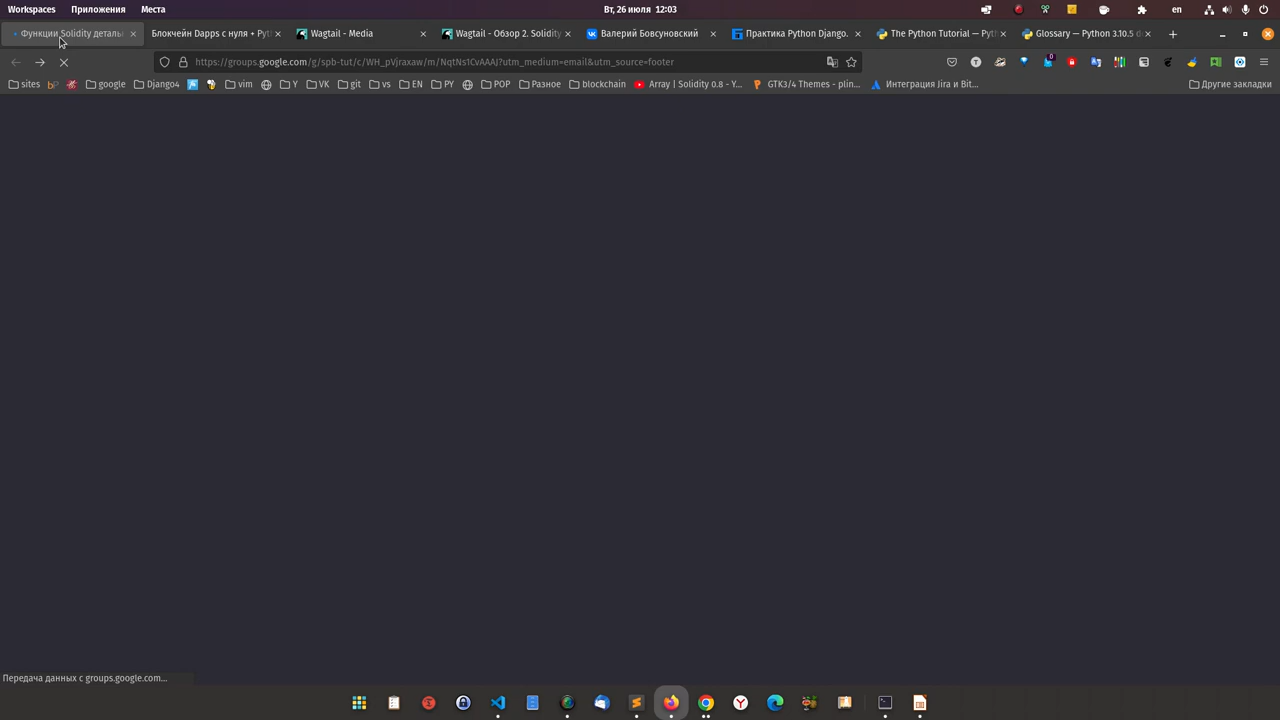 Workspaces Приложения Места Вт, 26 июля 12:03 en
Функции Solidity деталь Блокчейн Dapps с нуля + Pyt Wagtail - Media Wagtail - Обзор 2. Solidity Валерий Бовсуновский Практика Python Django. The Python Tutorial — Pyth Glossary — Python 3.10.5 d
https://groups.google.com/g/spb-tut/c/WH_pVjraxaw/m/NqtNs1CvAAAJ?utm_medium=email&utm_source=footer
sites google Django4 vim Y VK git vs EN PY POP Разное blockchain Array | Solidity 0.8 - Y... GTK3/4 Themes - plin... Интеграция Jira и Bit... Другие закладки
Передача данных с groups.google.com...